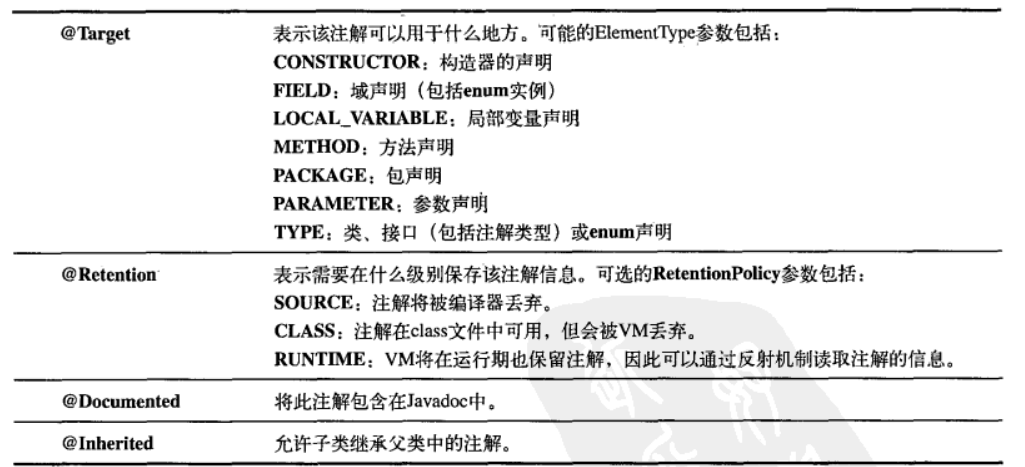 @Target 表示该注解可以用于什么地方。可能的ElementType参数包括：
CONSTRUCTOR：构造器的声明
FIELD：域声明（包括enum实例）
LOCAL_VARIABLE：局部变量声明
METHOD：方法声明
PACKAGE：包声明
PARAMETER：参数声明
TYPE：类、接口（包括注解类型）或enum声明
@Retention 表示需要在什么级别保存该注解信息。可选的RetentionPolicy参数包括：
SOURCE：注解将被编译器丢弃。
CLASS：注解在class文件中可用，但会被VM丢弃。
RUNTIME：VM将在运行期也保留注解，因此可以通过反射机制读取注解的信息。
@Documented 将此注解包含在Javadoc中。
@Inherited 允许子类继承父类中的注解。